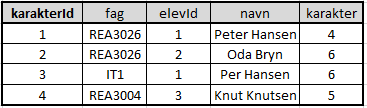 karakterId fag elevId navn karakter
1 REA3026 1 Peter Hansen 4
2 REA3026 2 Oda Bryn 6
3 IT1 1 Per Hansen 6
4 REA3004 3 Knut Knutsen 5